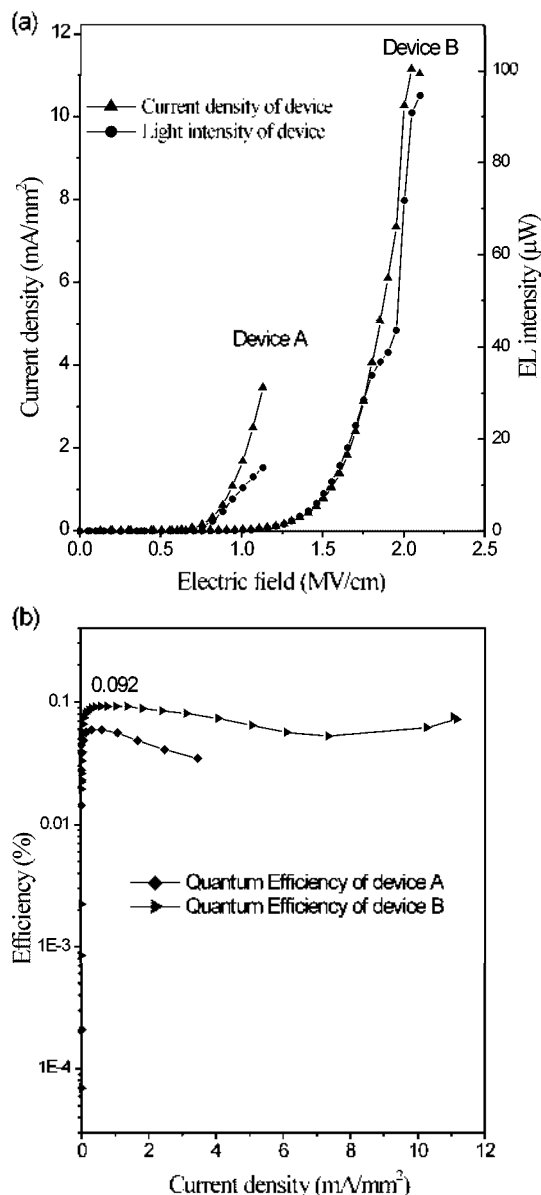 (a)
Device B
Current density of device
Light intensity of device
Device A
12
10
8
6
4
2
0
100
80
60
40
20
0
0.0 0.5 1.0 1.5 2.0 2.5
Current density (mA/mm²)
EL intensity (μW)
Electric field (MV/cm)
(b)
0.092
0.1
0.01
1E-3
1E-4
Quantum Efficiency of device A
Quantum Efficiency of device B
Efficiency (%)
0 2 4 6 8 10 12
Current density (mA/mm²)